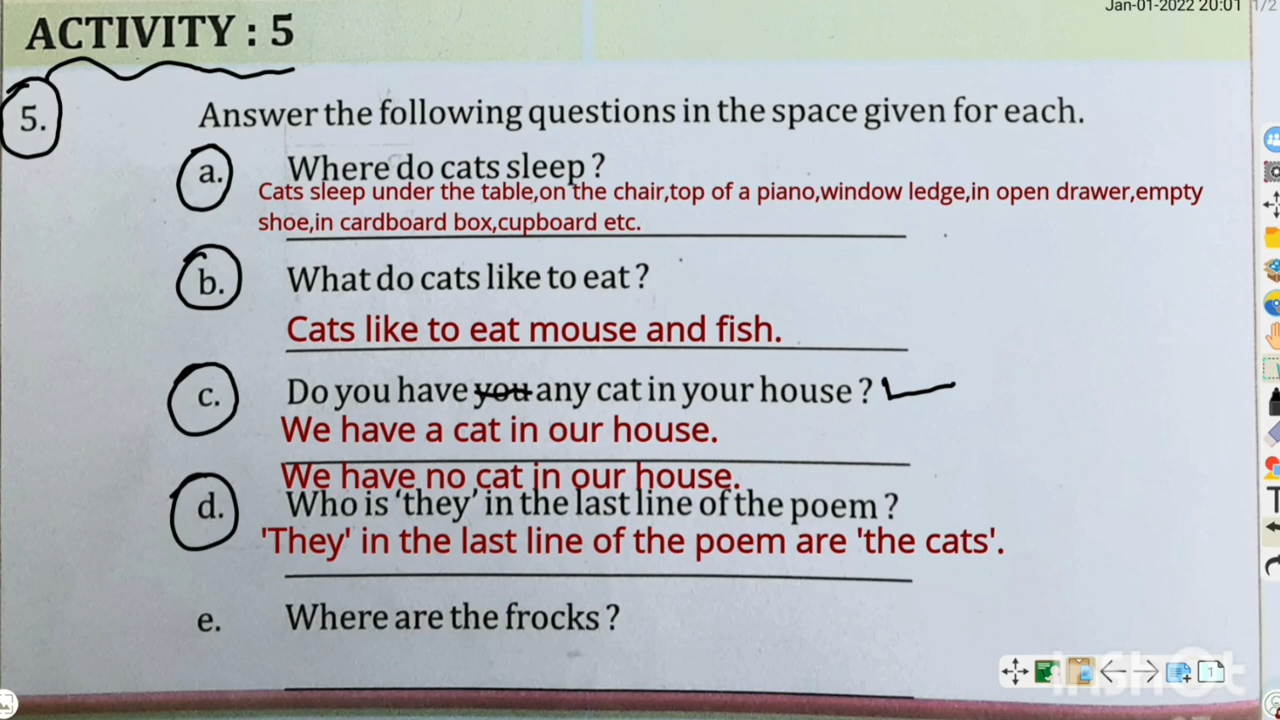 Jan-01-2022 20:01 1/2
ACTIVITY : 5
5. Answer the following questions in the space given for each.
a. Where do cats sleep ?
Cats sleep under the table,on the chair,top of a piano,window ledge,in open drawer,empty
shoe,in cardboard box,cupboard etc.
b. What do cats like to eat ?
Cats like to eat mouse and fish.
c. Do you have you any cat in your house ?
We have a cat in our house.
We have no cat in our house.
d. Who is ‘they’ in the last line of the poem ?
'They' in the last line of the poem are 'the cats'.
e. Where are the frocks ?
1
InShot